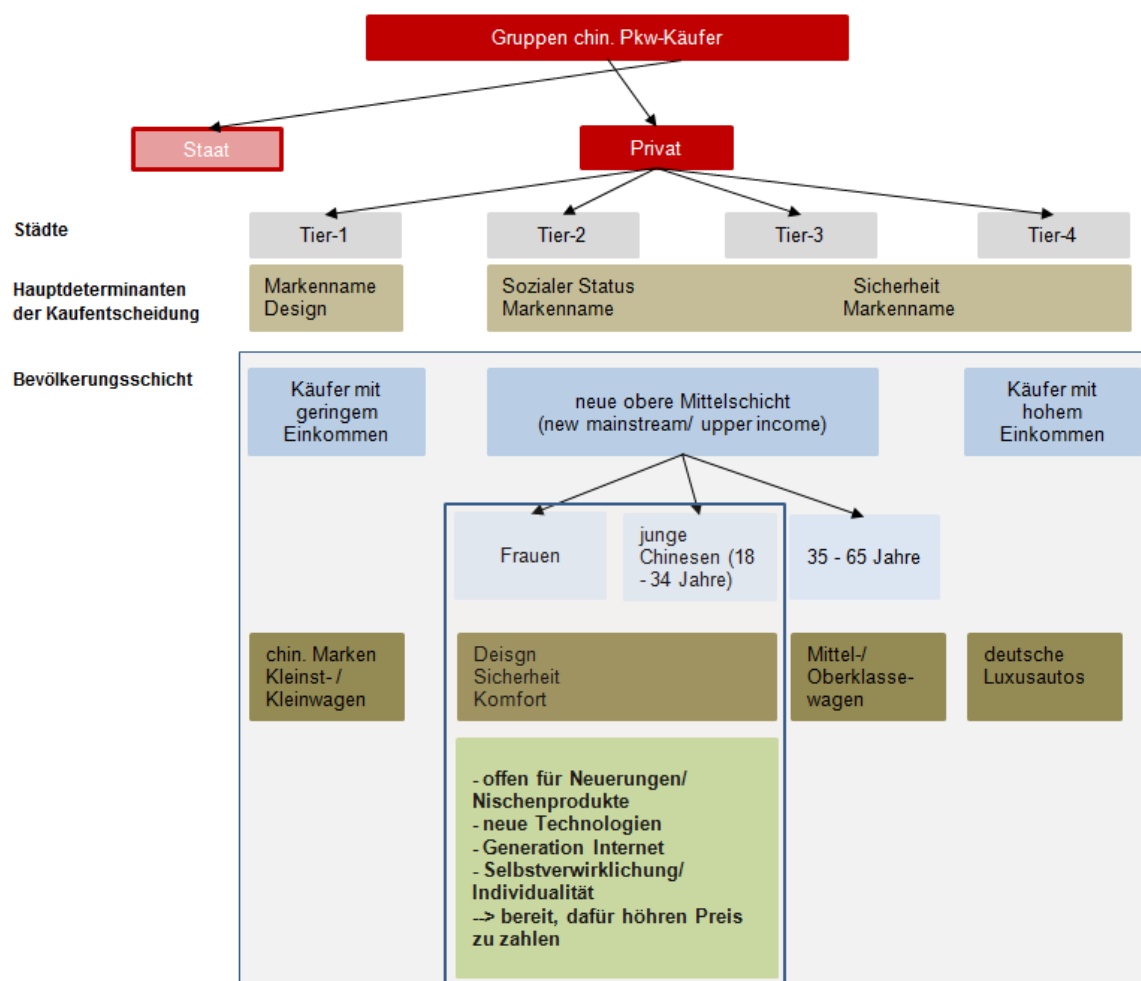 Gruppen chin. Pkw-Käufer
Staat
Privat
Städte
Tier-1
Tier-2
Tier-3
Tier-4
Hauptdeterminanten
der Kaufentscheidung
Markenname
Design
Sozialer Status
Markenname
Sicherheit
Markenname
Bevölkerungsschicht
Käufer mit
geringem
Einkommen
neue obere Mittelschicht
(new mainstream/ upper income)
Käufer mit
hohem
Einkommen
Frauen
junge
Chinesen (18
- 34 Jahre)
35 - 65 Jahre
chin. Marken
Kleinst- /
Kleinwagen
Deisgn
Sicherheit
Komfort
Mittel-/
Oberklasse-
wagen
deutsche
Luxusautos
- offen für Neuerungen/
Nischenprodukte
- neue Technologien
- Generation Internet
- Selbstverwirklichung/
Individualität
--> bereit, dafür höhren Preis
zu zahlen